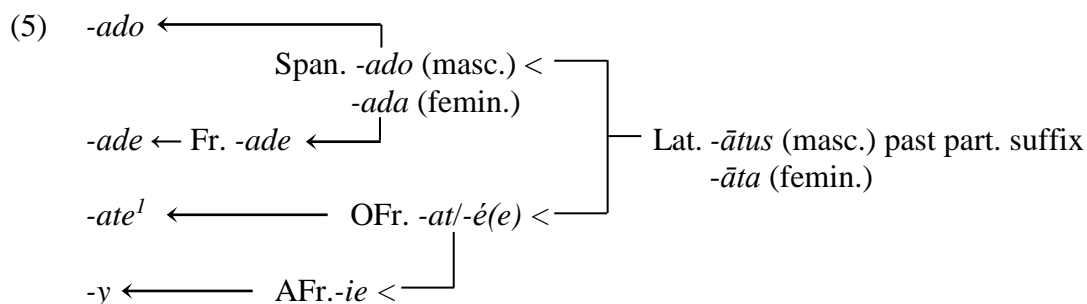 (5) -ado ←
Span. -ado (masc.) <
-ada (femin.)
-ade ← Fr. -ade ← Lat. -ātus (masc.) past part. suffix
-āta (femin.)
-ate¹ ← OFr. -at/-é(e) <
-y ← AFr.-ie <